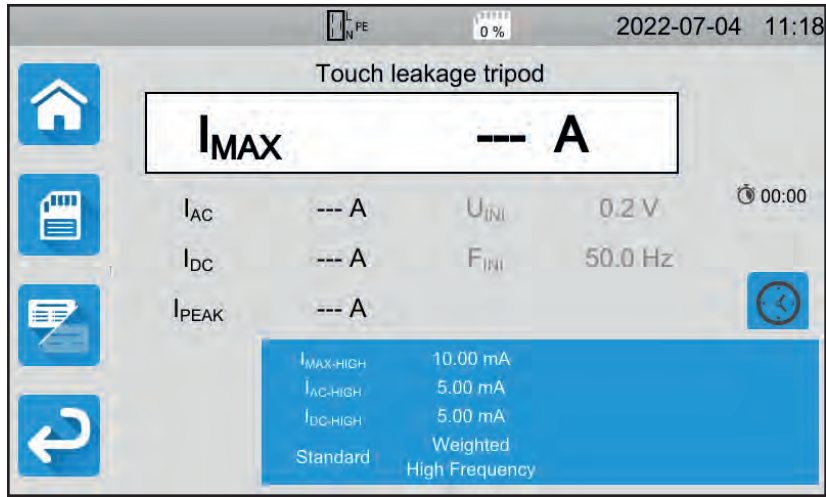 L N PE 0 % 2022-07-04 11:18
Touch leakage tripod
IMAX --- A
IAC --- A UINI 0.2 V 00:00
IDC --- A FINI 50.0 Hz
IPEAK --- A
IMAX-HIGH 10.00 mA
IAC-HIGH 5.00 mA
IDC-HIGH 5.00 mA
Standard Weighted
High Frequency